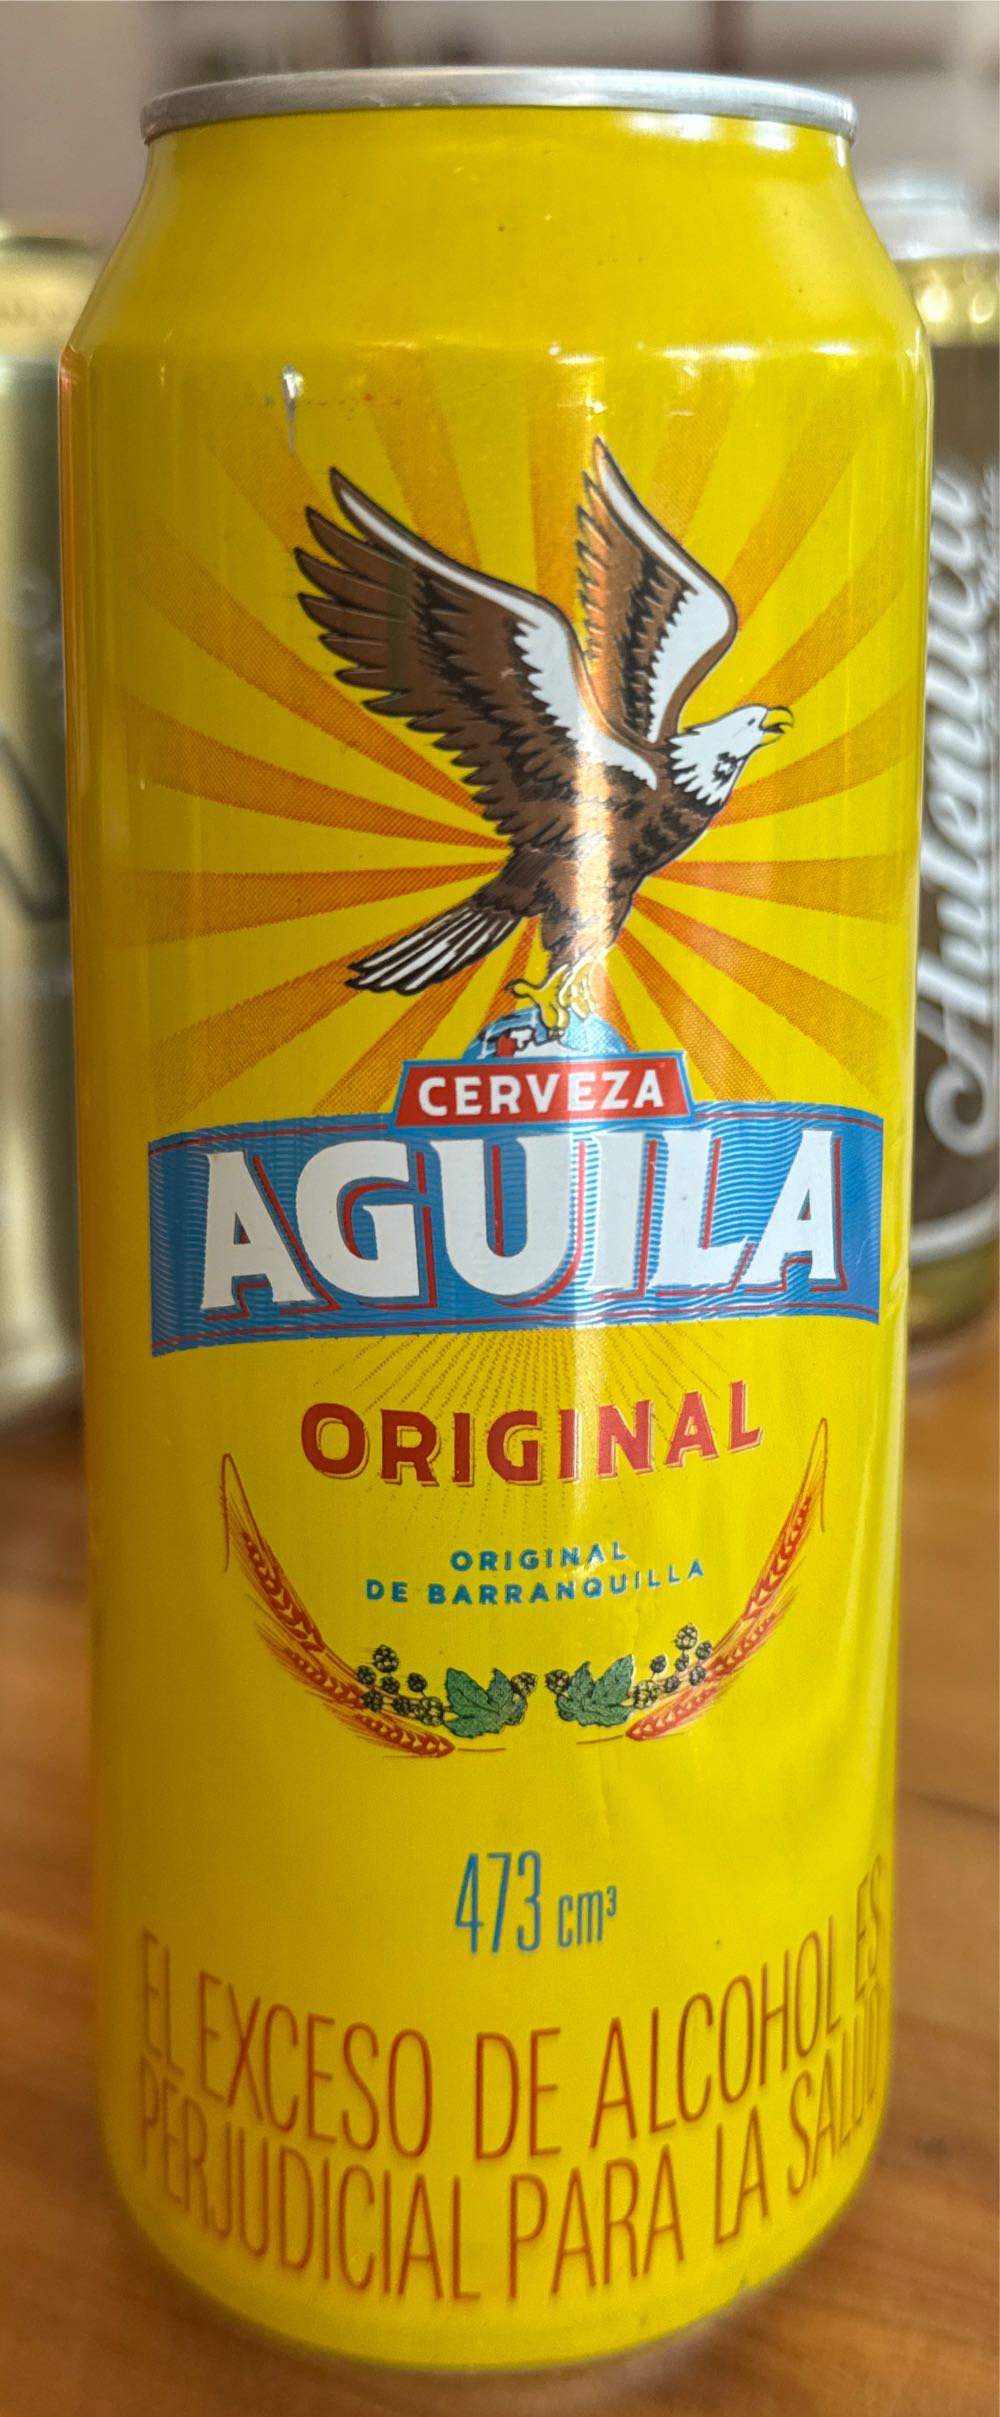 CERVEZA
AGUILA
ORIGINAL
ORIGINAL
DE BARRANQUILLA
473 cm³
EL EXCESO DE ALCOHOL ES
PERJUDICIAL PARA LA SALUD